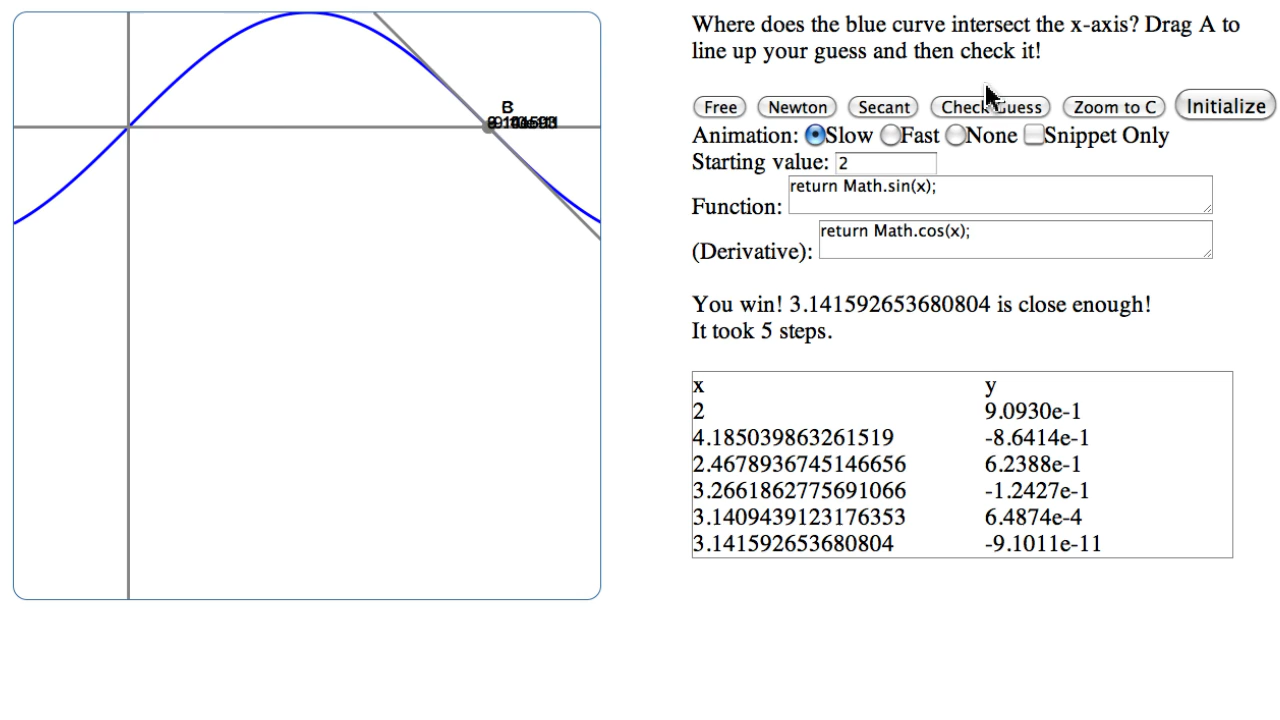 Where does the blue curve intersect the x-axis? Drag A to
line up your guess and then check it!
Free Newton Secant Check Guess Zoom to C Initialize
Animation: Slow Fast None Snippet Only
Starting value: 2
return Math.sin(x);
Function:
return Math.cos(x);
(Derivative):
You win! 3.141592653680804 is close enough!
It took 5 steps.
x y
2 9.0930e-1
4.185039863261519 -8.6414e-1
2.4678936745146656 6.2388e-1
3.2661862775691066 -1.2427e-1
3.1409439123176353 6.4874e-4
3.141592653680804 -9.1011e-11